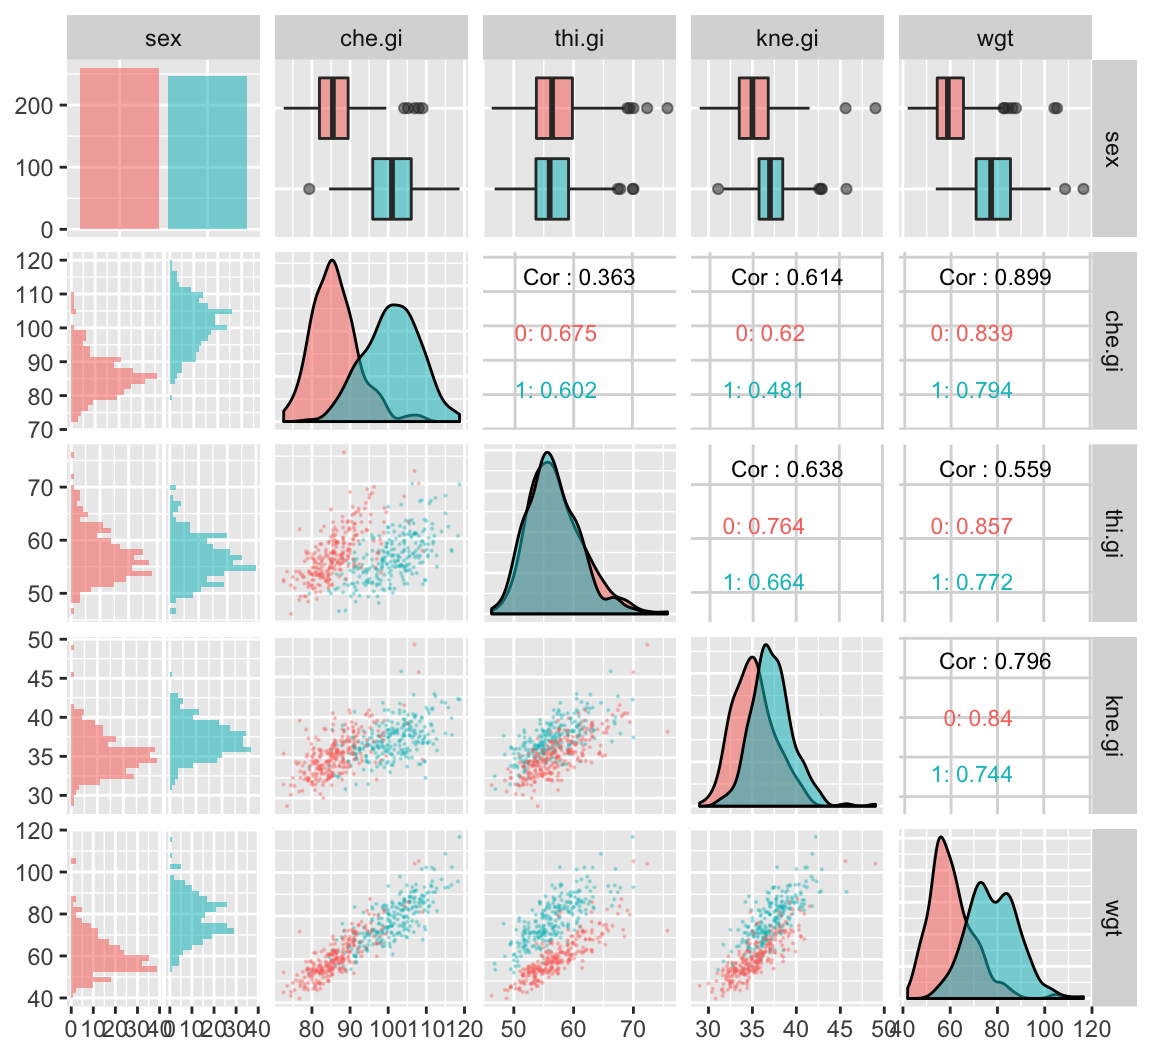 sex che.gi thi.gi kne.gi wgt
200
100
0
sex
120
110
100
90
80
70
Cor : 0.363
0: 0.675
1: 0.602
Cor : 0.614
0: 0.62
1: 0.481
Cor : 0.899
0: 0.839
1: 0.794
che.gi
70
60
50
Cor : 0.638
0: 0.764
1: 0.664
Cor : 0.559
0: 0.857
1: 0.772
thi.gi
50
45
40
35
30
Cor : 0.796
0: 0.84
1: 0.744
kne.gi
120
100
80
60
40
wgt
0 10 20 30 40 0 10 20 30 40 80 90 100 110 120 50 60 70 30 35 40 45 50 40 60 80 100 120